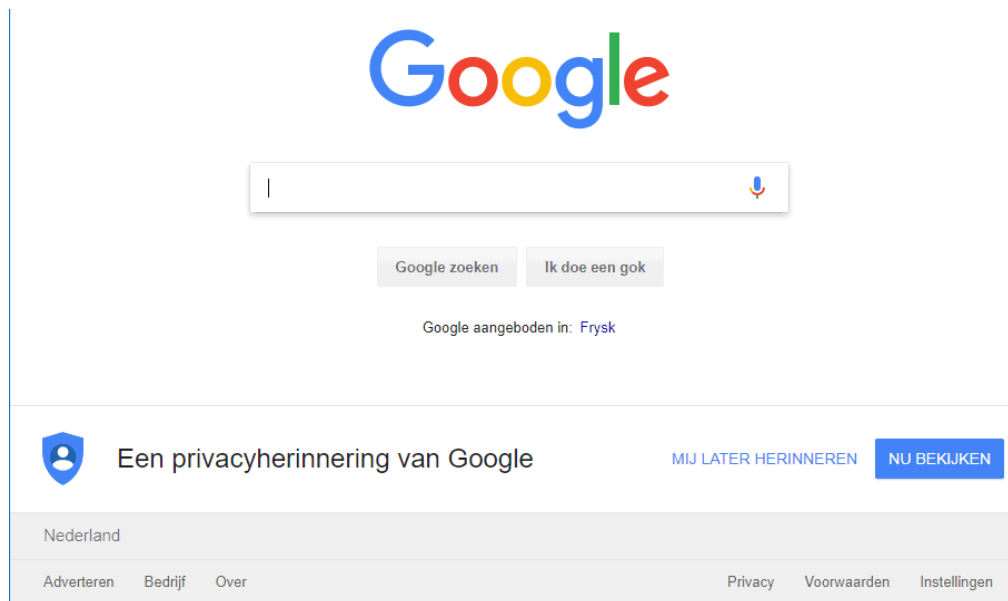 Google
Google zoeken Ik doe een gok
Google aangeboden in: Frysk
Een privacyherinnering van Google MIJ LATER HERINNEREN NU BEKIJKEN
Nederland
Adverteren Bedrijf Over Privacy Voorwaarden Instellingen